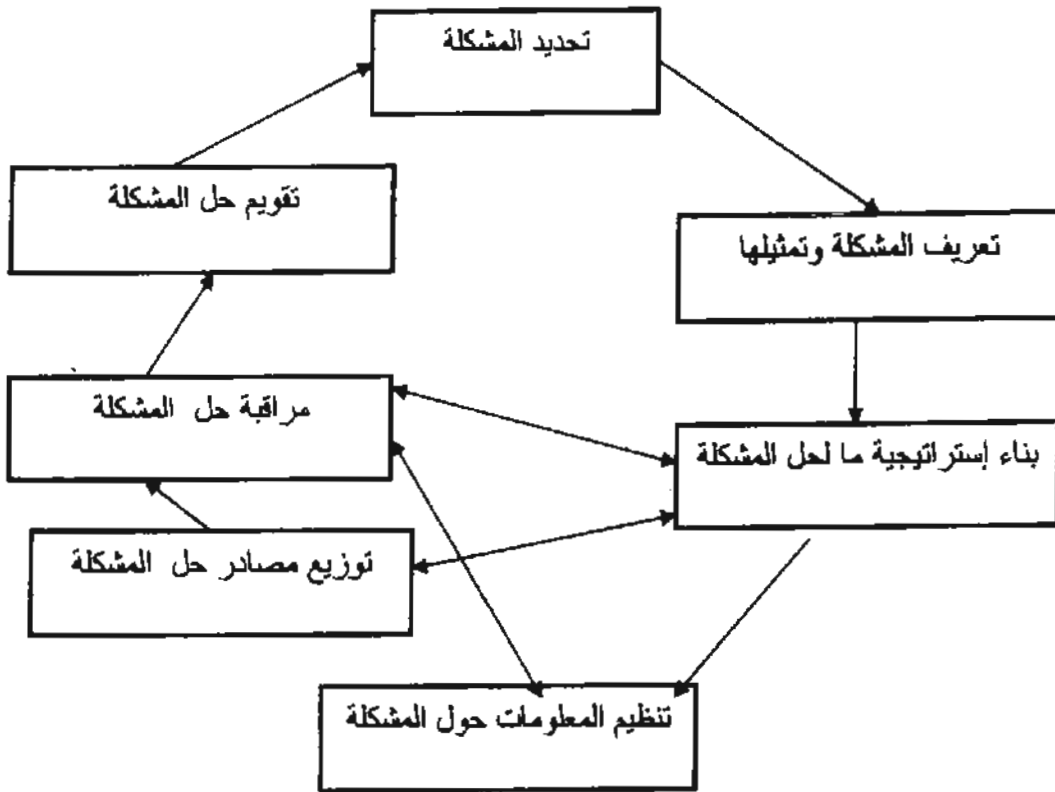 تحديد المشكلة
تقويم حل المشكلة
تعريف المشكلة وتمثيلها
مراقبة حل المشكلة
بناء إستراتيجية ما لحل المشكلة
توزيع مصادر حل المشكلة
تنظيم المعلومات حول المشكلة